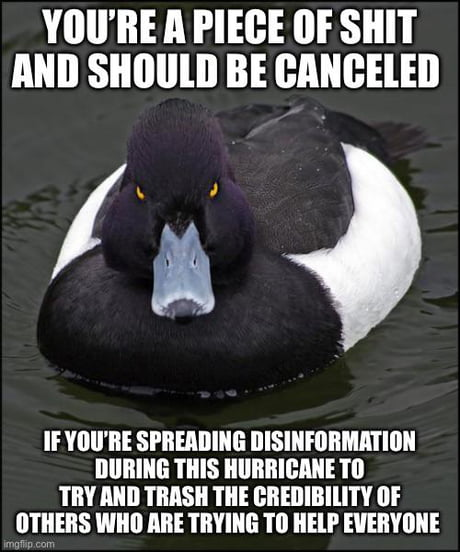 YOU'RE A PIECE OF SHIT
AND SHOULD BE CANCELED
IF YOU'RE SPREADING DISINFORMATION
DURING THIS HURRICANE TO
TRY AND TRASH THE CREDIBILITY OF
OTHERS WHO ARE TRYING TO HELP EVERYONE
imgflip.com